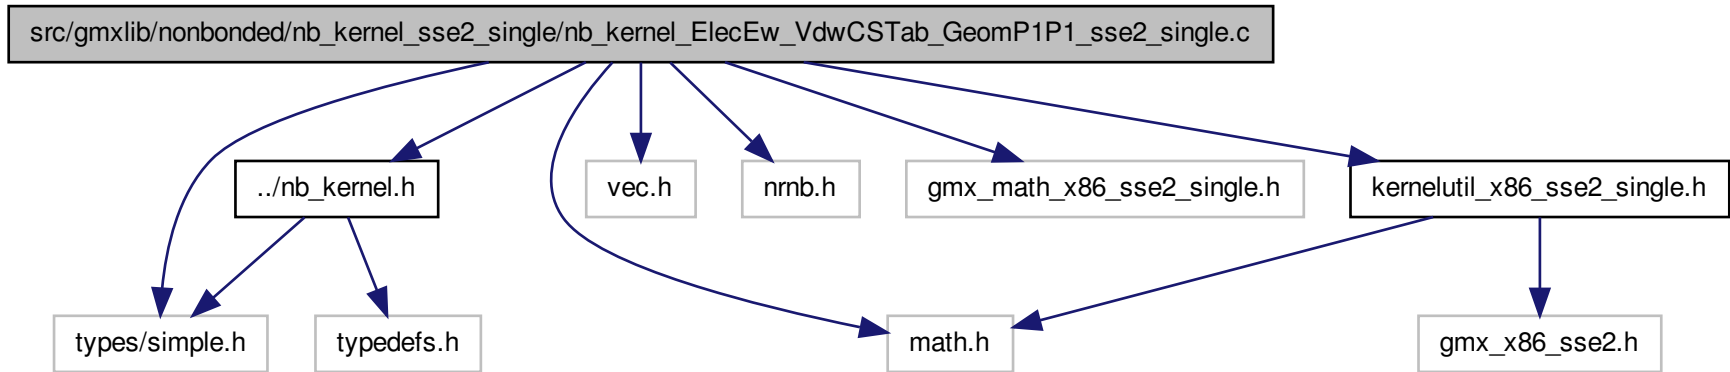 src/gmxlib/nonbonded/nb_kernel_sse2_single/nb_kernel_ElecEw_VdwCSTab_GeomP1P1_sse2_single.c
../nb_kernel.h
vec.h
nrnb.h
gmx_math_x86_sse2_single.h
kernelutil_x86_sse2_single.h
types/simple.h
typedefs.h
math.h
gmx_x86_sse2.h